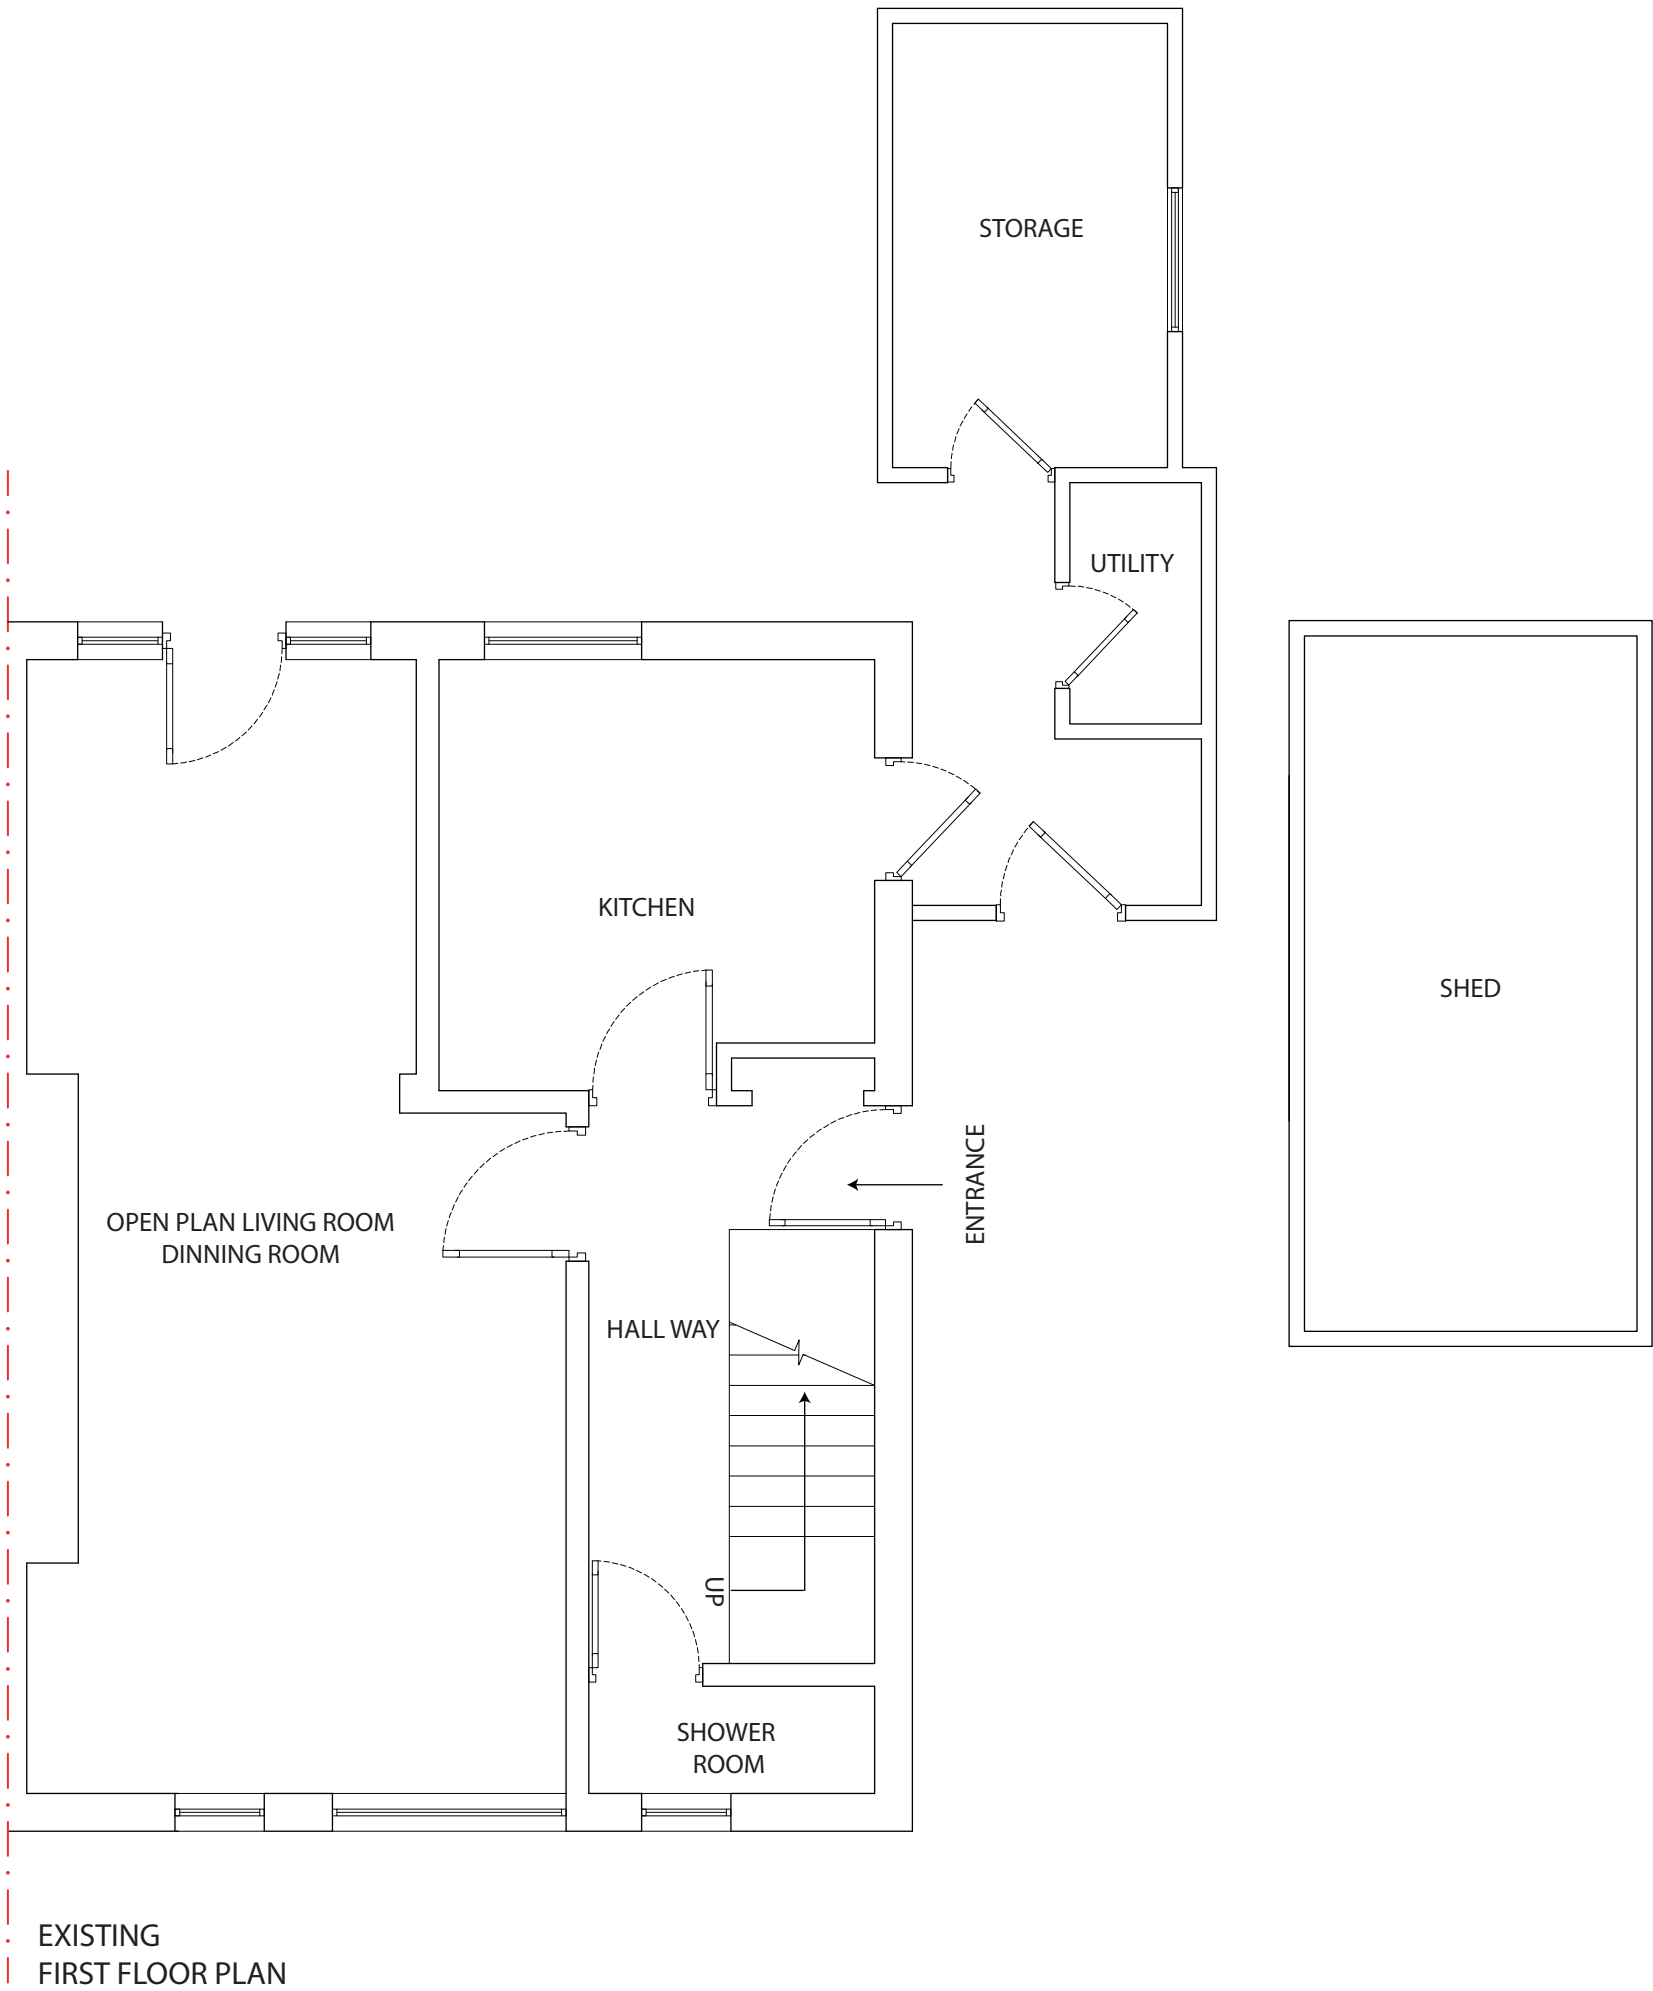 STORAGE
UTILITY
KITCHEN
SHED
ENTRANCE
OPEN PLAN LIVING ROOM
DINNING ROOM
HALL WAY
UP
SHOWER
ROOM
EXISTING
FIRST FLOOR PLAN